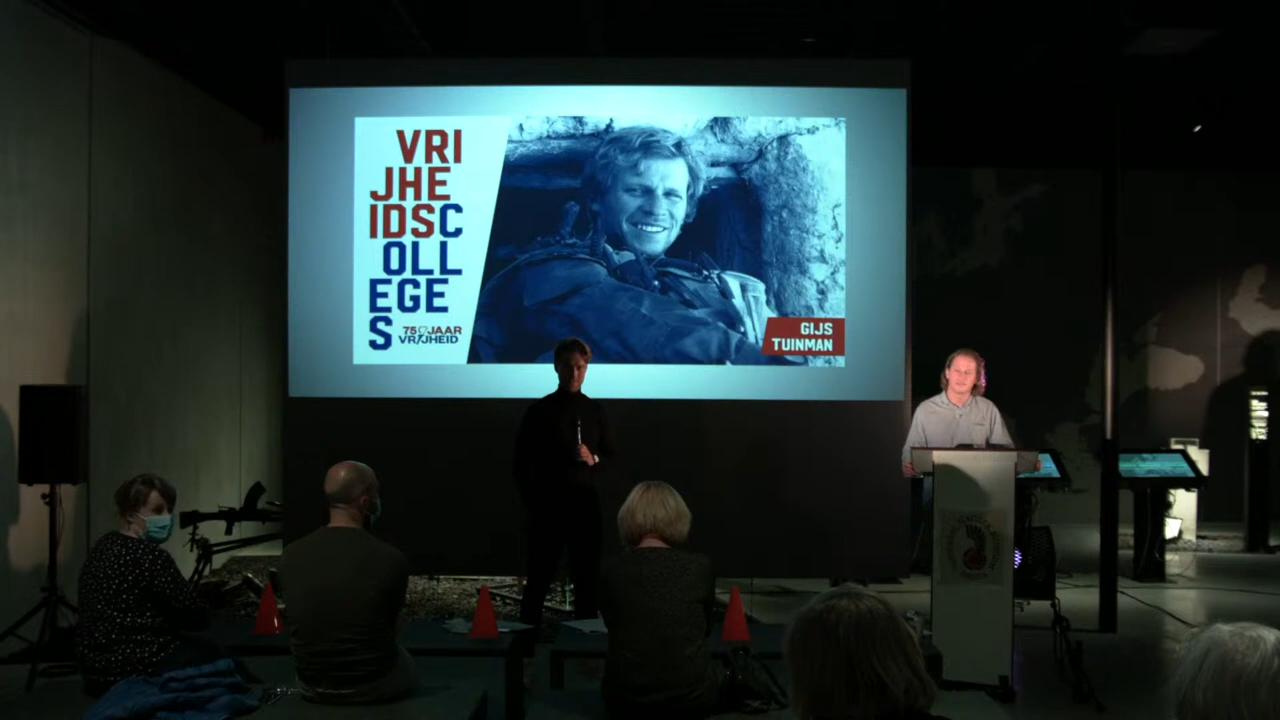 VRI
JHE
IDSC
OLL
EGE
S
75 JAAR
VRIJHEID
GIJS
TUINMAN